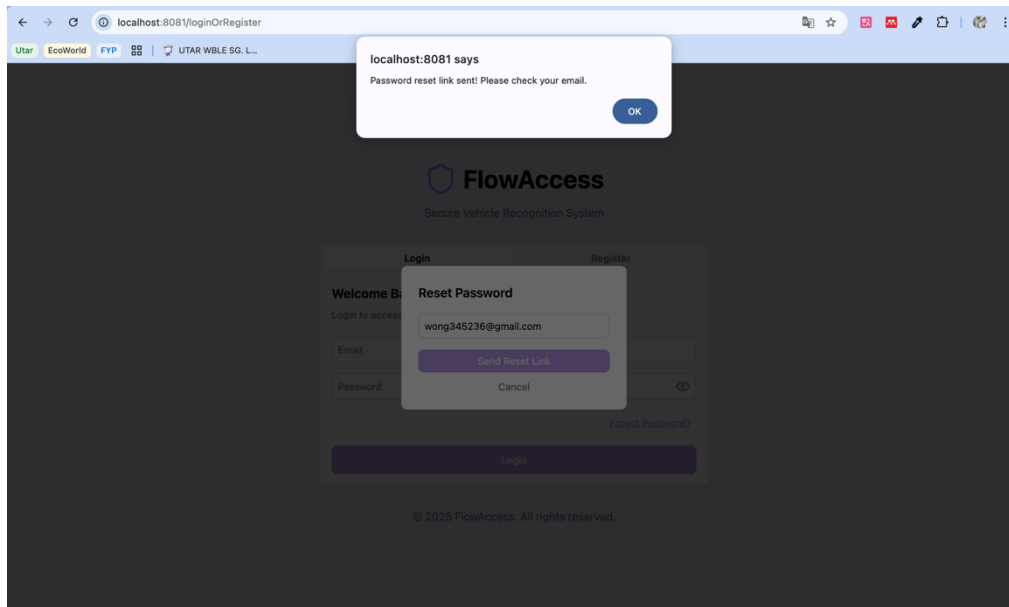 localhost:8081/loginOrRegister
Utar EcoWorld FYP UTAR WBLE SG. L...
localhost:8081 says
Password reset link sent! Please check your email.
OK
FlowAccess
Secure Vehicle Recognition System
Login Register
Welcome Ba
Reset Password
Login to access
wong345236@gmail.com
Email
Send Reset Link
Password
Cancel
Forgot Password?
Login
© 2025 FlowAccess. All rights reserved.